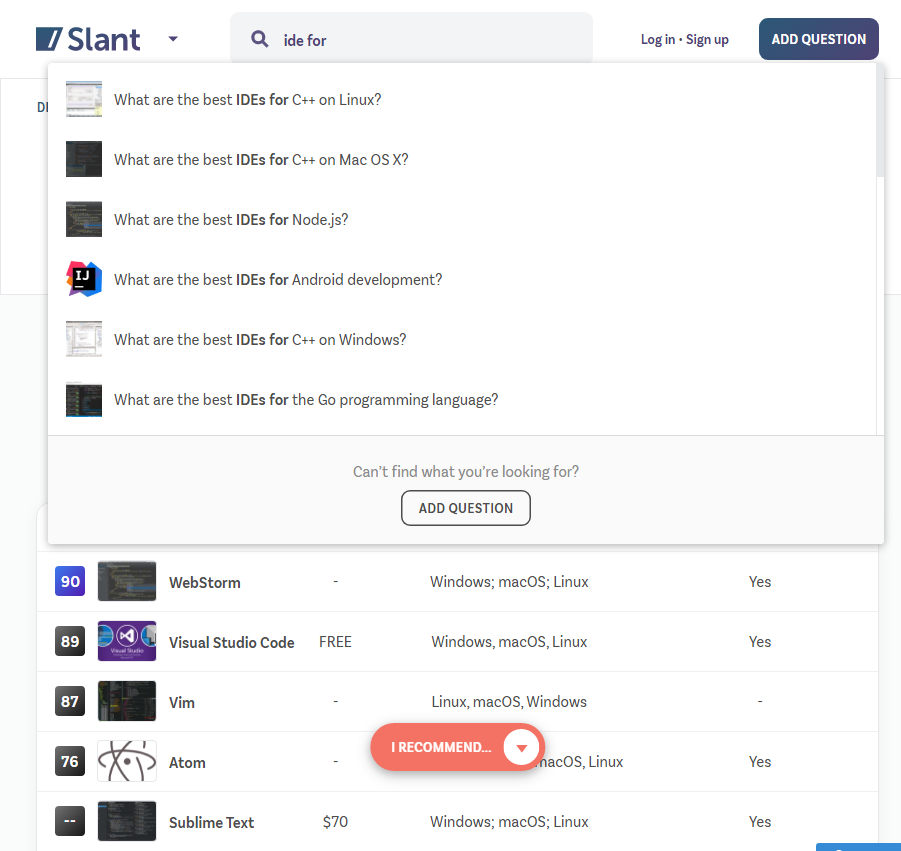 Slant
ide for
Log in • Sign up
ADD QUESTION
What are the best IDEs for C++ on Linux?
What are the best IDEs for C++ on Mac OS X?
What are the best IDEs for Node.js?
IJ
What are the best IDEs for Android development?
What are the best IDEs for C++ on Windows?
What are the best IDEs for the Go programming language?
Can't find what you're looking for?
ADD QUESTION
90 WebStorm - Windows; macOS; Linux Yes
89 Visual Studio Visual Studio Code FREE Windows, macOS, Linux Yes
87 Vim - Linux, macOS, Windows -
76 Atom - macOS, Linux Yes
I RECOMMEND...
-- Sublime Text $70 Windows; macOS; Linux Yes